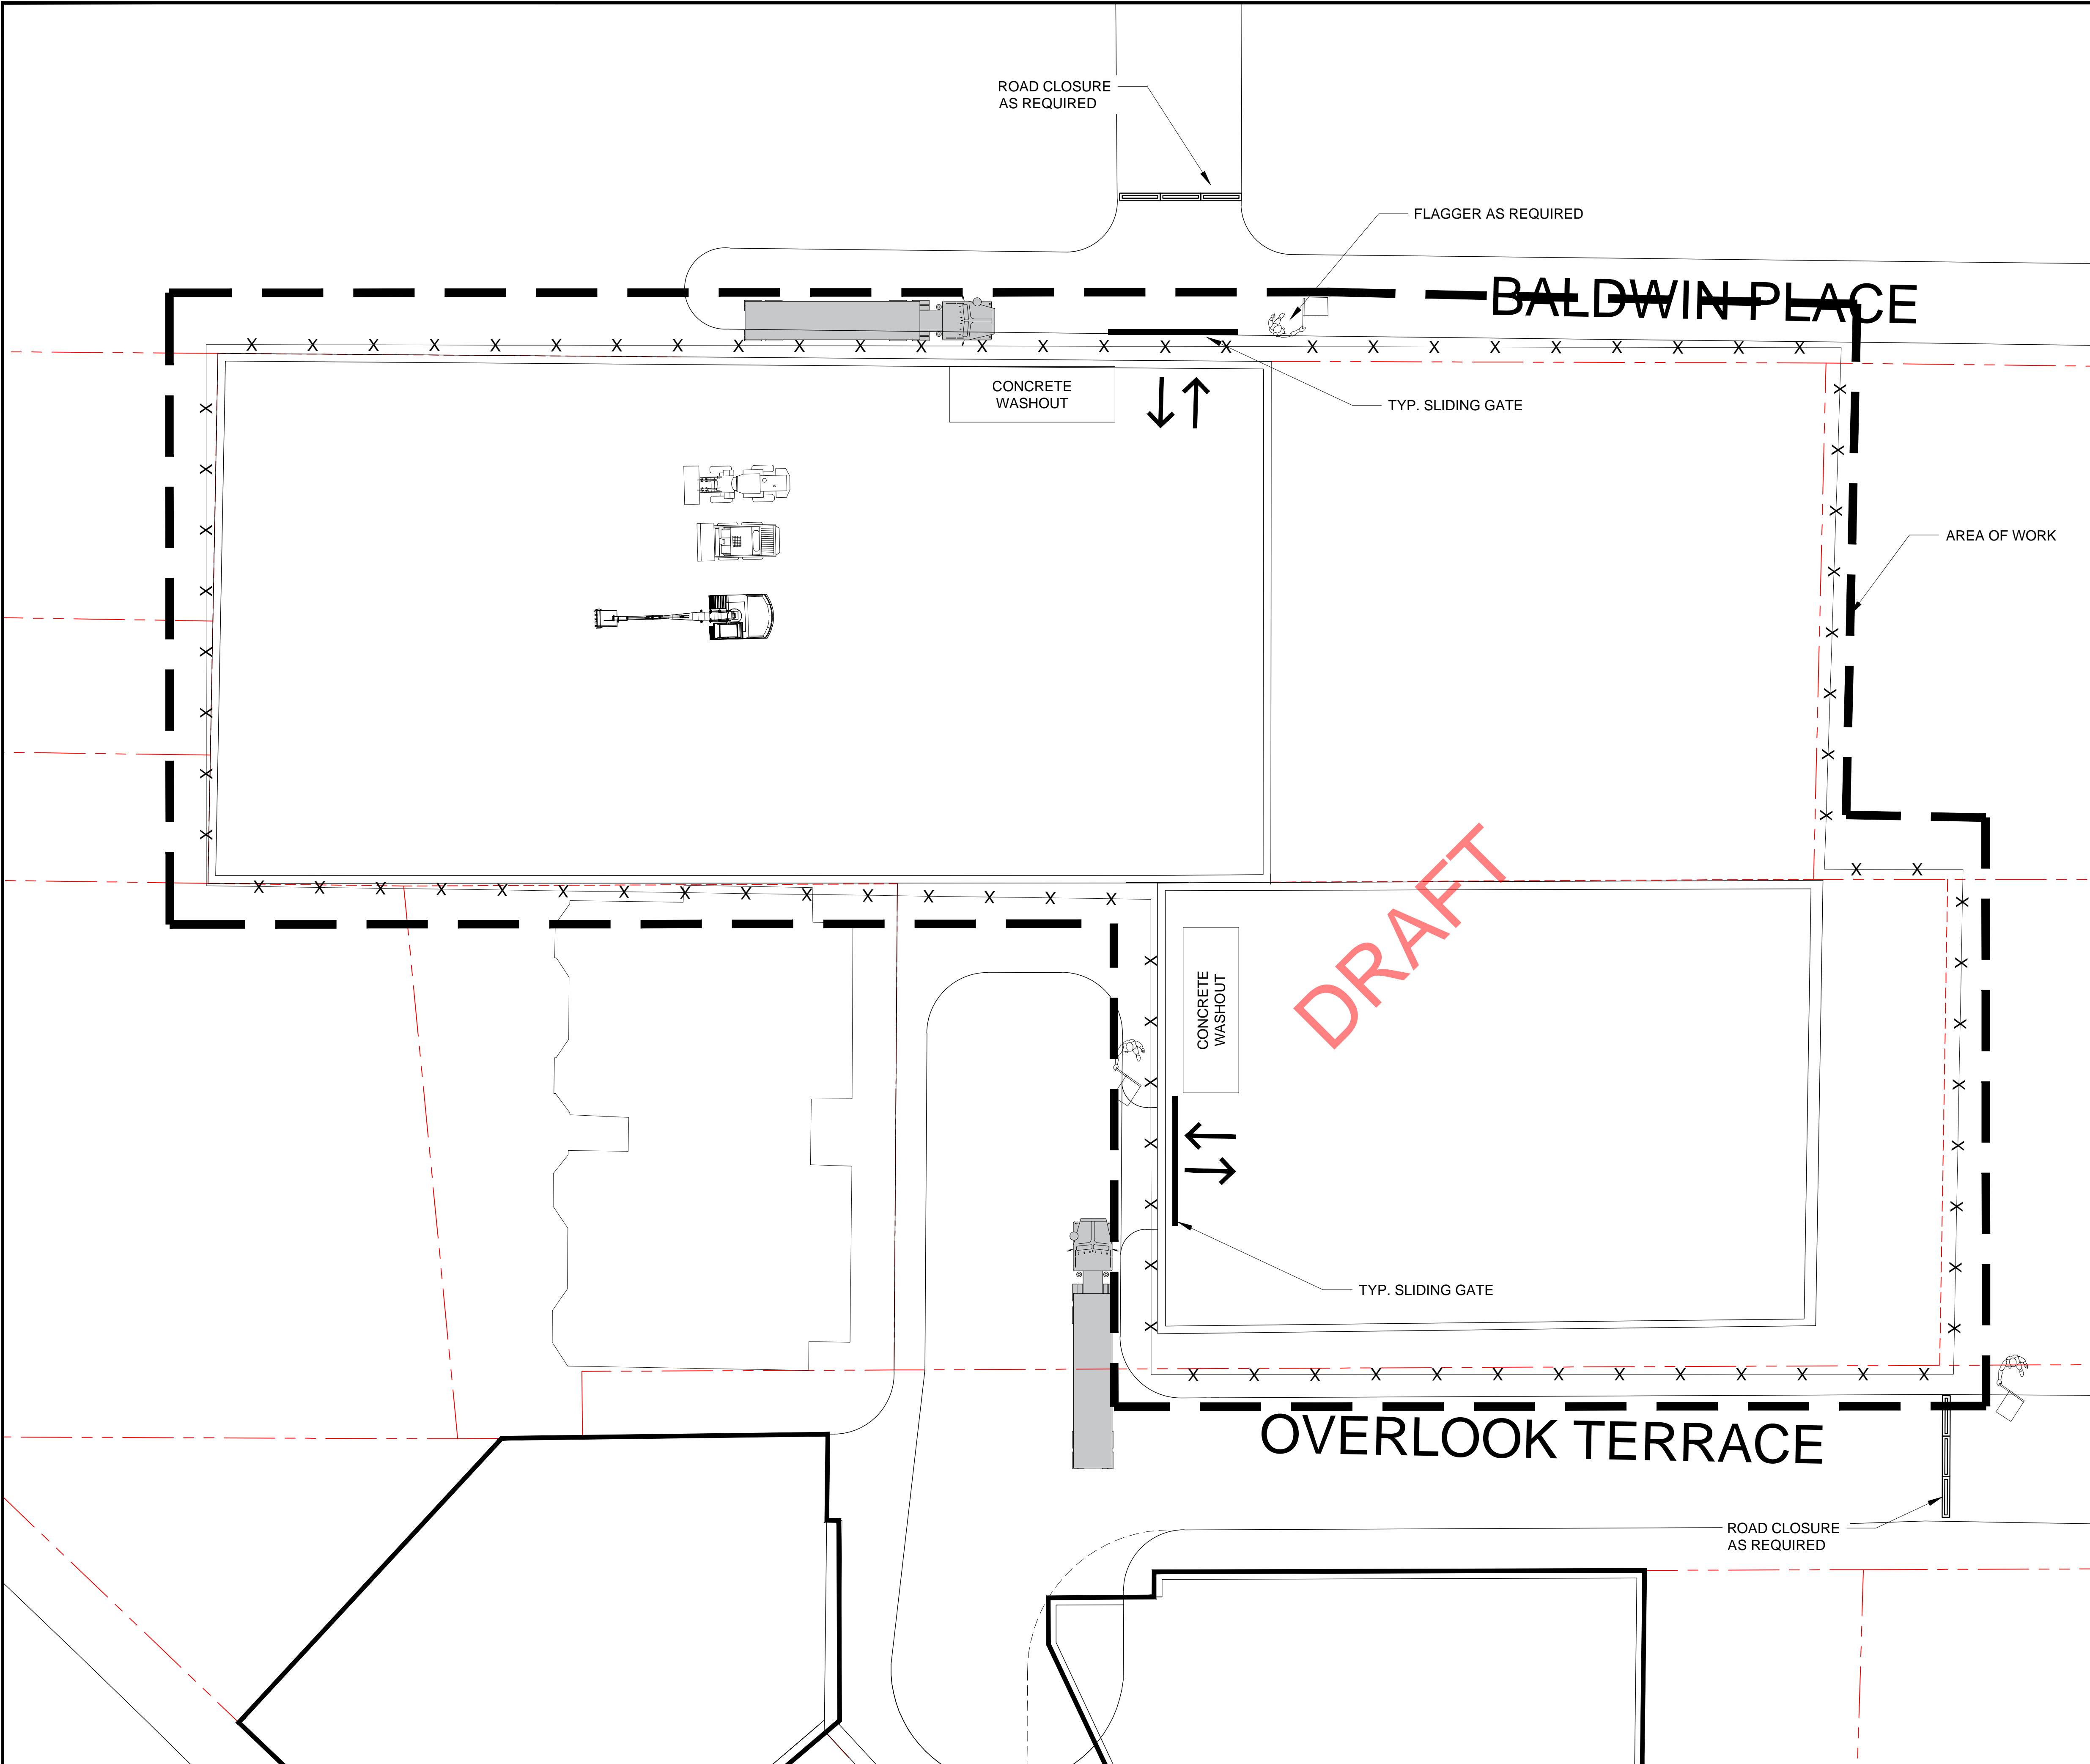 ROAD CLOSURE
AS REQUIRED
FLAGGER AS REQUIRED
BALDWIN PLACE
X X X X X X X X X X X X X X X X X X X X X X X X X X
CONCRETE
WASHOUT
TYP. SLIDING GATE
AREA OF WORK
DRAFT
CONCRETE
WASHOUT
TYP. SLIDING GATE
OVERLOOK TERRACE
ROAD CLOSURE
AS REQUIRED